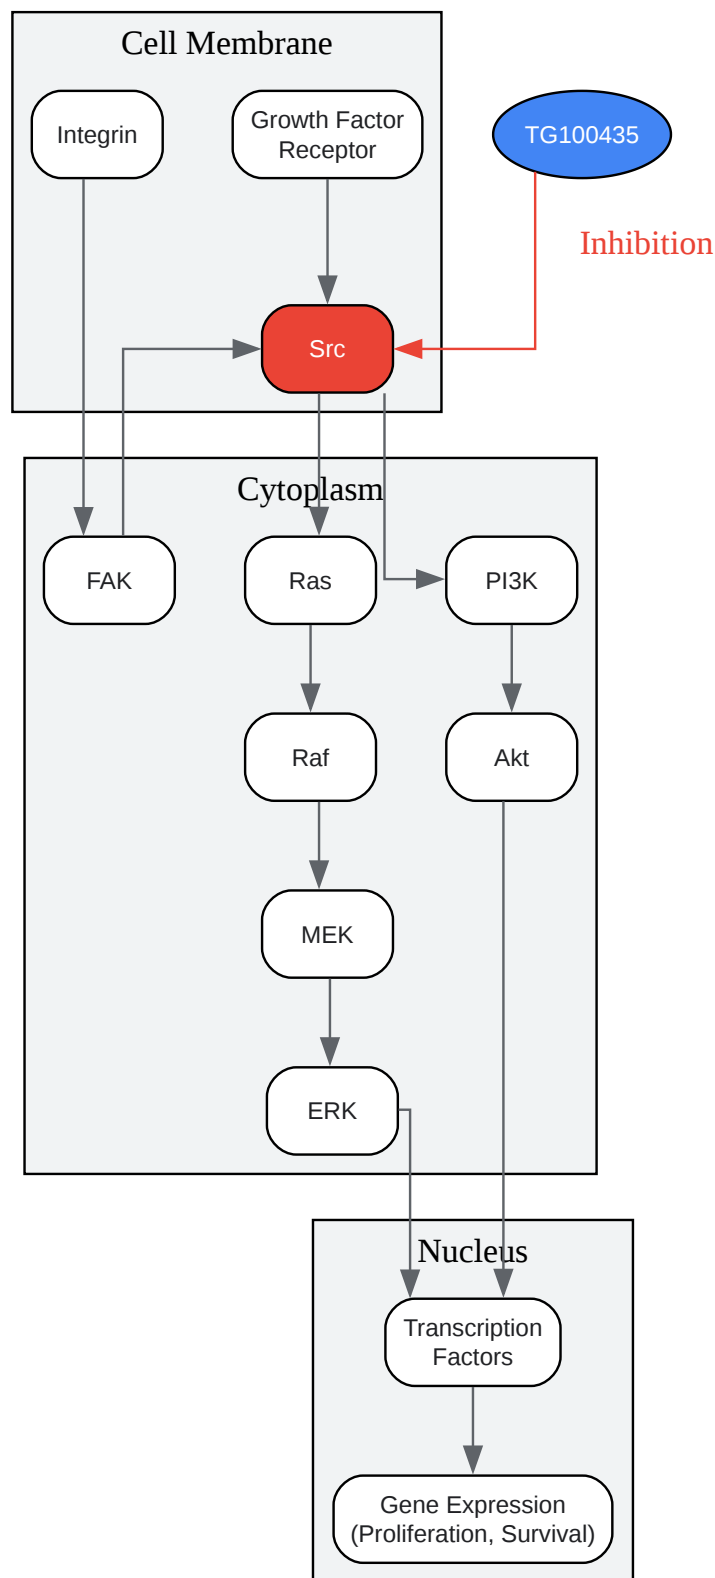 Cell Membrane
Integrin
Growth Factor
Receptor
TG100435
Inhibition
Src
Cytoplasm
FAK
Ras
PI3K
Raf
Akt
MEK
ERK
Nucleus
Transcription
Factors
Gene Expression
(Proliferation, Survival)